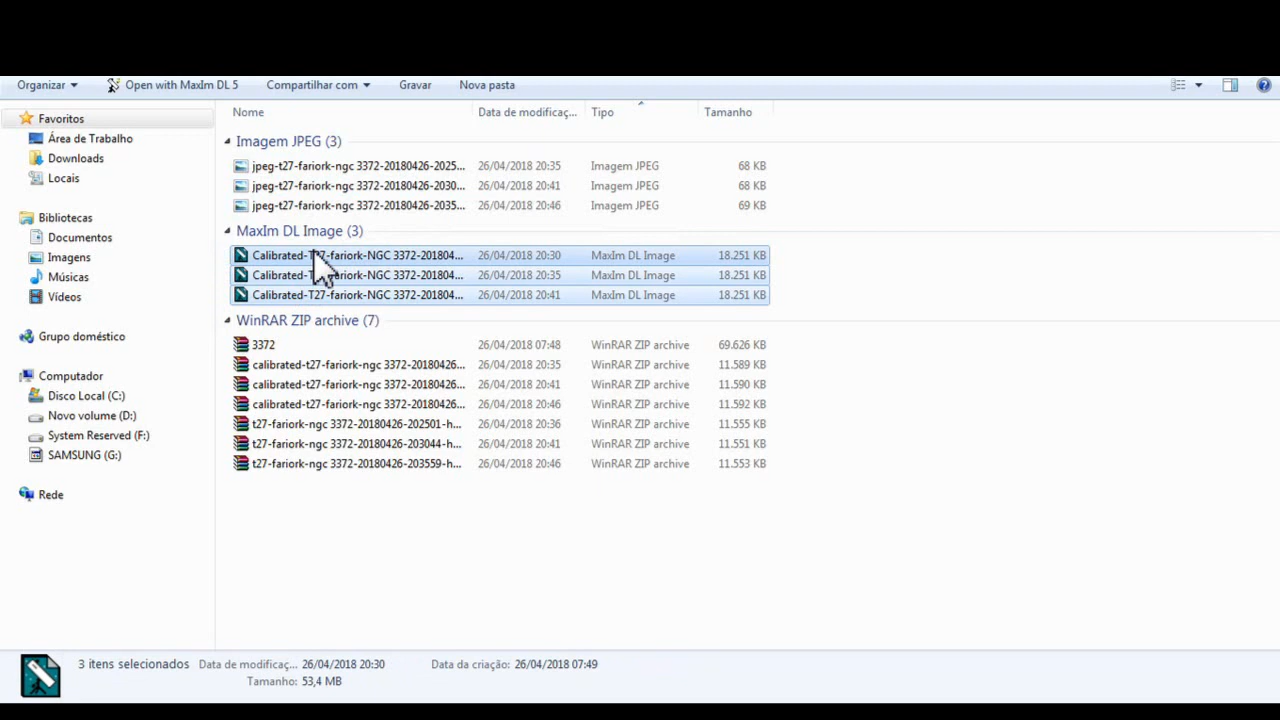 Organizar Open with MaxIm DL 5 Compartilhar com Gravar Nova pasta
Nome Data de modificaç... Tipo Tamanho
Favoritos
Área de Trabalho
Downloads
Locais
Bibliotecas
Documentos
Imagens
Músicas
Vídeos
Grupo doméstico
Computador
Disco Local (C:)
Novo volume (D:)
System Reserved (F:)
SAMSUNG (G:)
Rede
Imagem JPEG (3)
jpeg-t27-fariork-ngc 3372-20180426-2025... 26/04/2018 20:35 Imagem JPEG 68 KB
jpeg-t27-fariork-ngc 3372-20180426-2030... 26/04/2018 20:41 Imagem JPEG 68 KB
jpeg-t27-fariork-ngc 3372-20180426-2035... 26/04/2018 20:46 Imagem JPEG 69 KB
MaxIm DL Image (3)
Calibrated-T27-fariork-NGC 3372-201804... 26/04/2018 20:30 MaxIm DL Image 18.251 KB
Calibrated-T27-fariork-NGC 3372-201804... 26/04/2018 20:35 MaxIm DL Image 18.251 KB
Calibrated-T27-fariork-NGC 3372-201804... 26/04/2018 20:41 MaxIm DL Image 18.251 KB
WinRAR ZIP archive (7)
3372 26/04/2018 07:48 WinRAR ZIP archive 69.626 KB
calibrated-t27-fariork-ngc 3372-20180426... 26/04/2018 20:35 WinRAR ZIP archive 11.589 KB
calibrated-t27-fariork-ngc 3372-20180426... 26/04/2018 20:41 WinRAR ZIP archive 11.590 KB
calibrated-t27-fariork-ngc 3372-20180426... 26/04/2018 20:46 WinRAR ZIP archive 11.592 KB
t27-fariork-ngc 3372-20180426-202501-h... 26/04/2018 20:36 WinRAR ZIP archive 11.555 KB
t27-fariork-ngc 3372-20180426-203044-h... 26/04/2018 20:41 WinRAR ZIP archive 11.551 KB
t27-fariork-ngc 3372-20180426-203559-h... 26/04/2018 20:46 WinRAR ZIP archive 11.553 KB
3 itens selecionados Data de modificaç... 26/04/2018 20:30 Data da criação: 26/04/2018 07:49
Tamanho: 53,4 MB